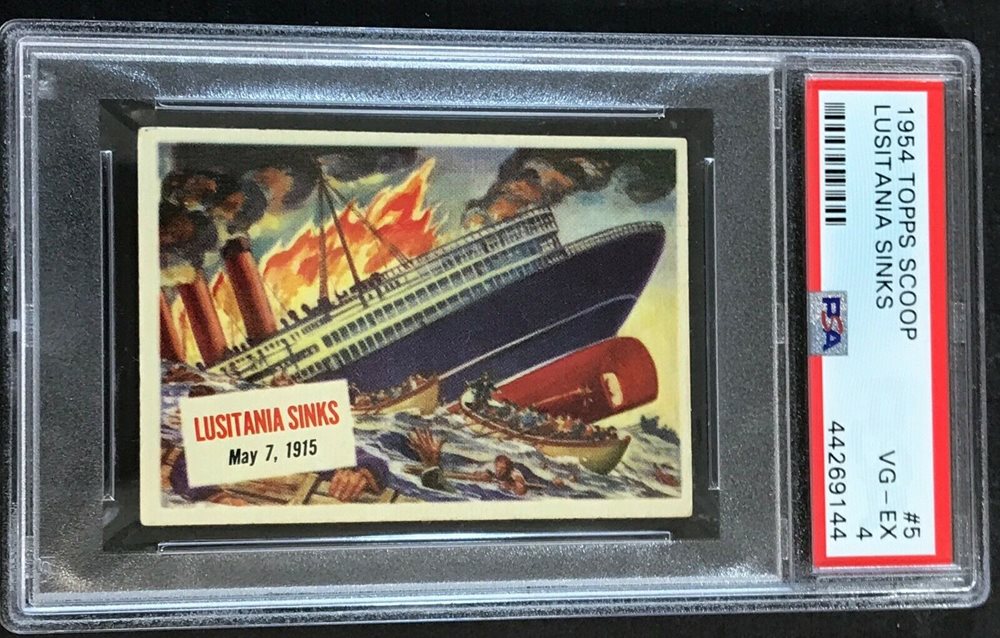 LUSITANIA SINKS
May 7, 1915
1954 TOPPS SCOOP #5
LUSITANIA SINKS VG-EX 4
PSA 44269144